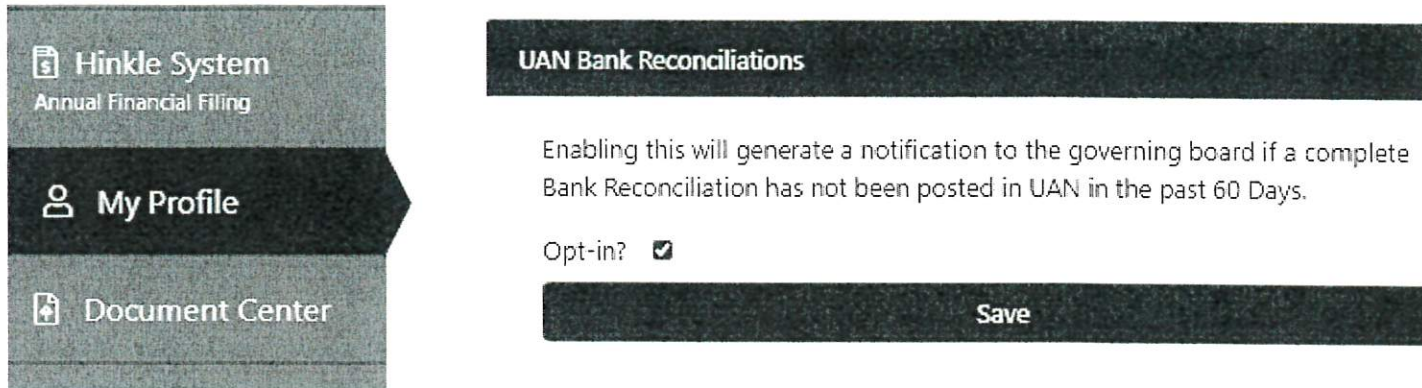 Hinkle System
Annual Financial Filing
My Profile
Document Center
UAN Bank Reconciliations
Enabling this will generate a notification to the governing board if a complete
Bank Reconciliation has not been posted in UAN in the past 60 Days.
Opt-in?
Save